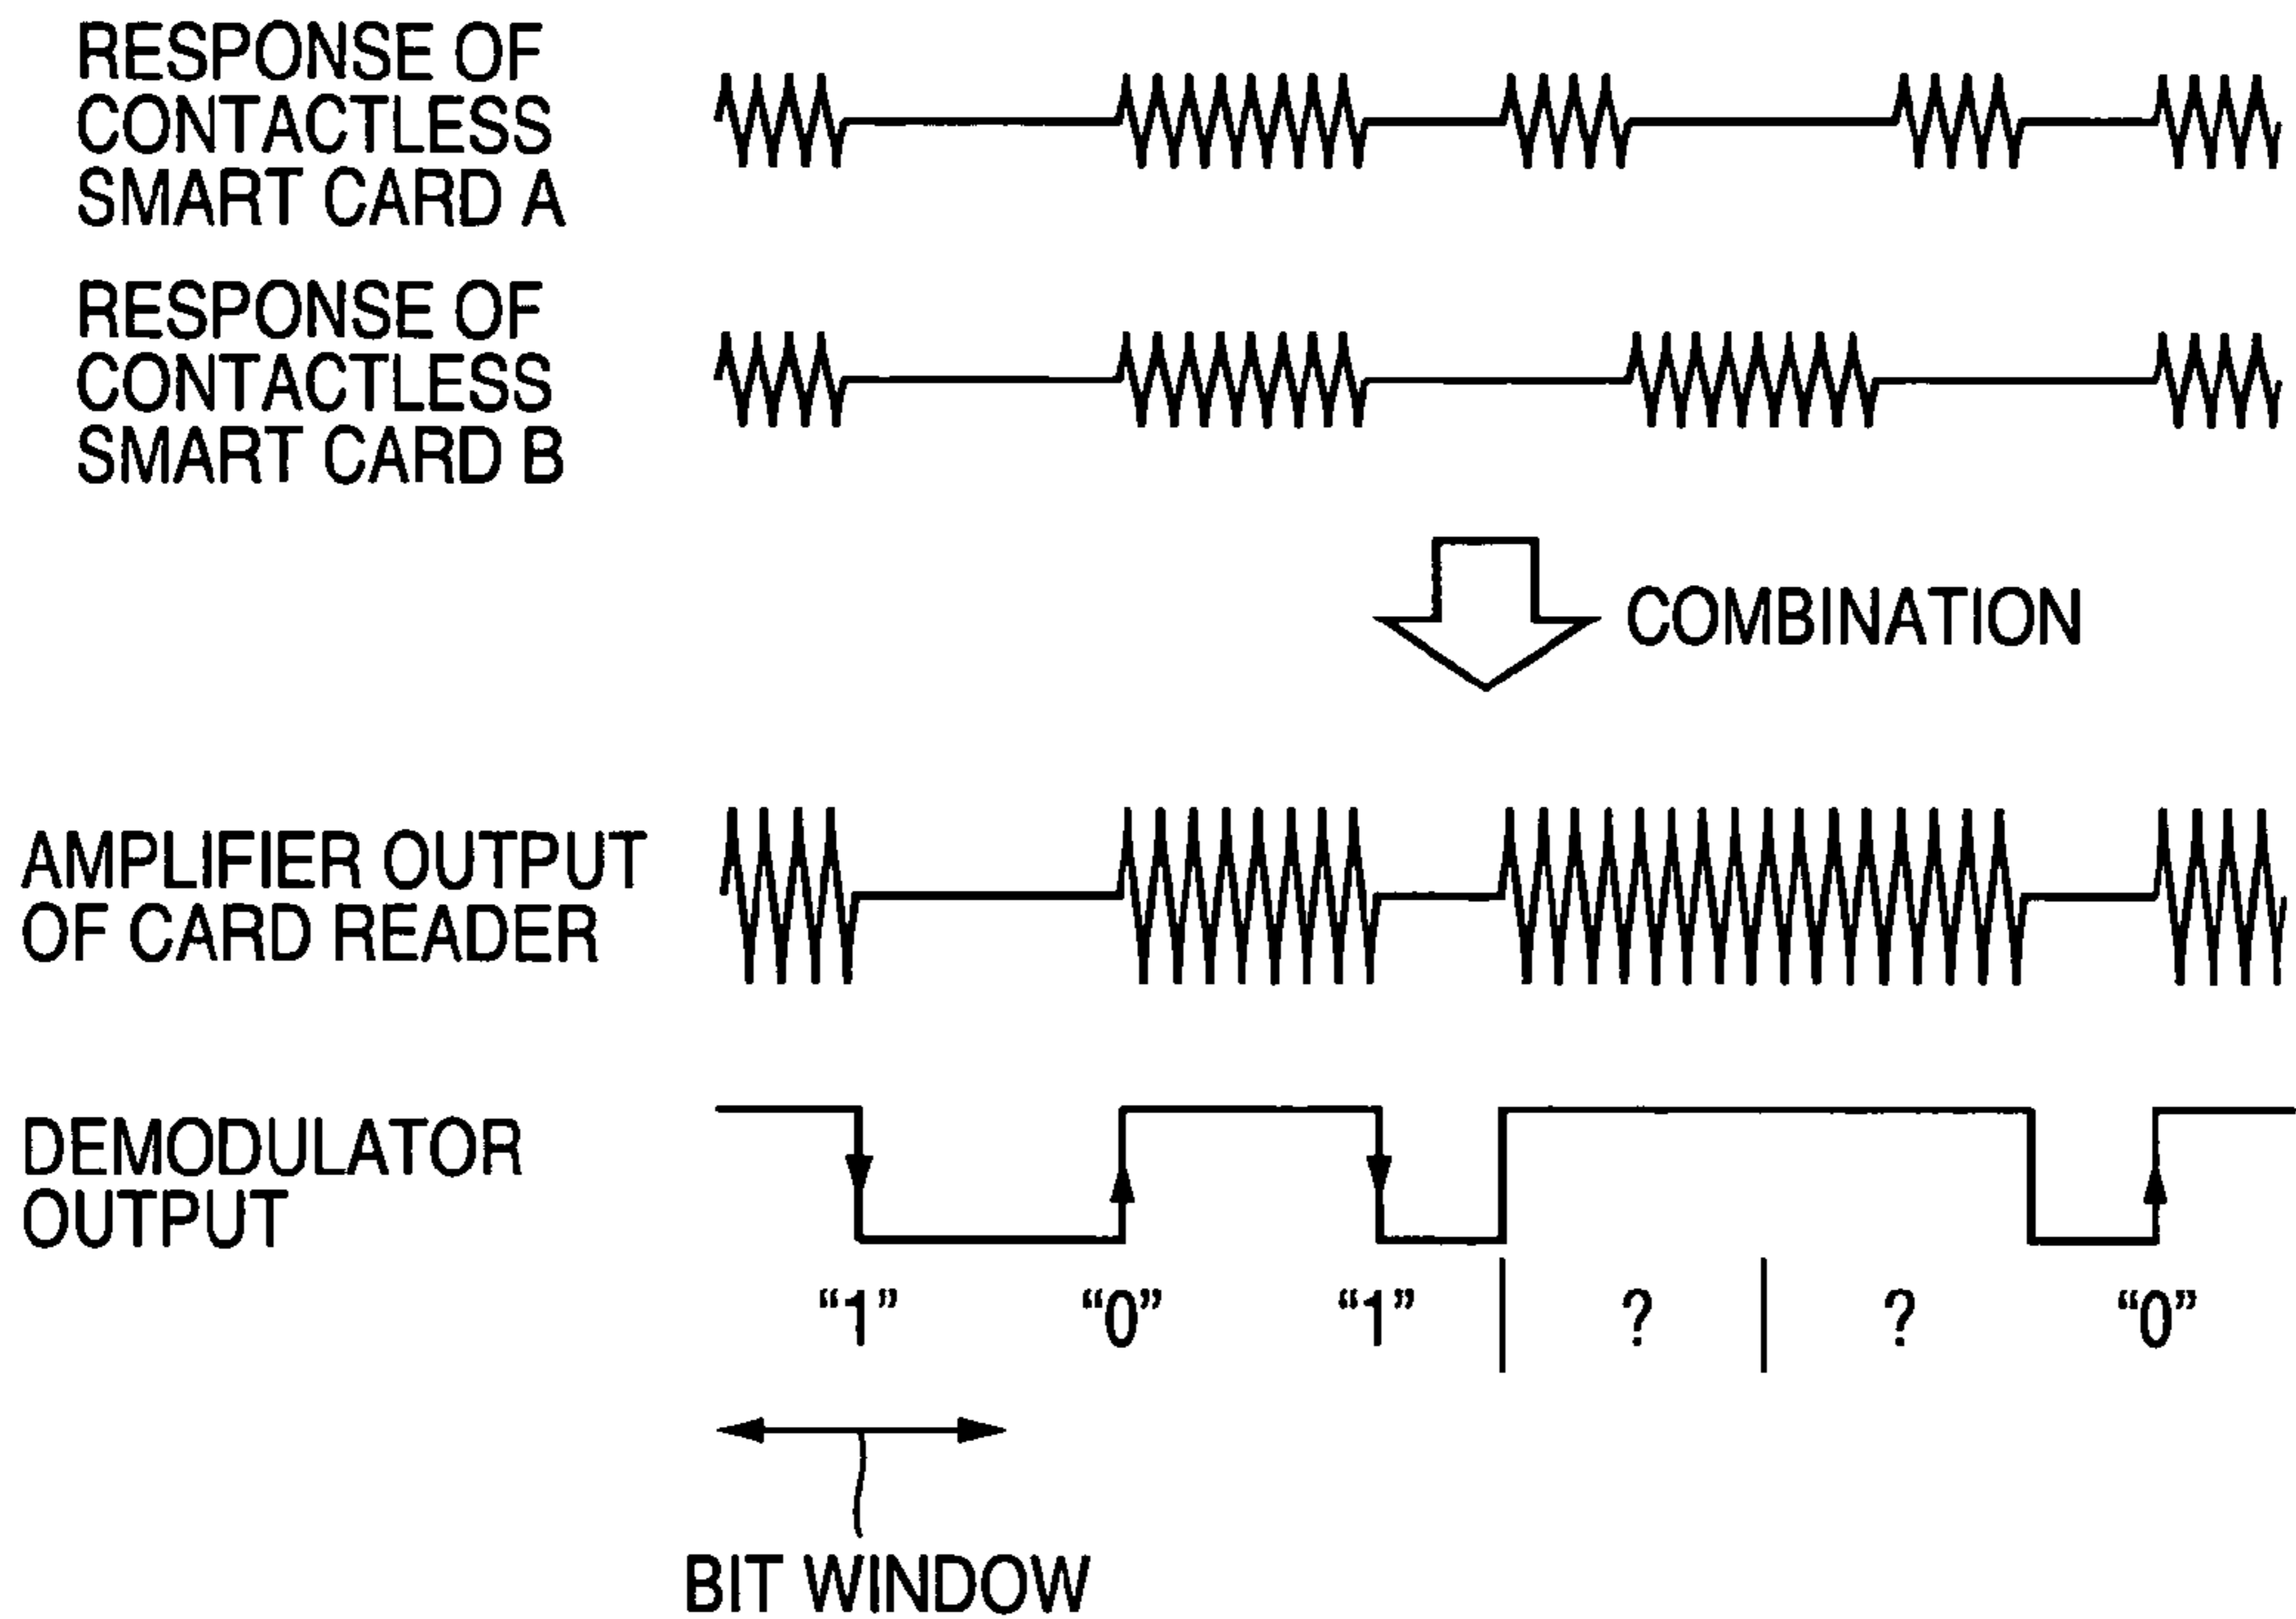 RESPONSE OF
CONTACTLESS
SMART CARD A
RESPONSE OF
CONTACTLESS
SMART CARD B
COMBINATION
AMPLIFIER OUTPUT
OF CARD READER
DEMODULATOR
OUTPUT
“1” “0” “1” ? ? “0”
BIT WINDOW